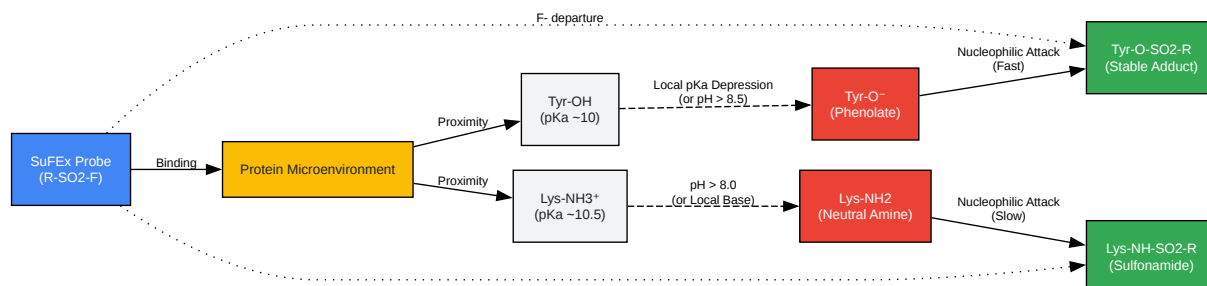 F- departure
Tyr-O-SO2-R
(Stable Adduct)
Nucleophilic Attack
(Fast)
Tyr-OH
(pKa ~10)
Local pKa Depression
(or pH > 8.5)
Tyr-O⁻
(Phenolate)
Proximity
SuFEx Probe
(R-SO2-F)
Binding
Protein Microenvironment
Proximity
Lys-NH3⁺
(pKa ~10.5)
pH > 8.0
(or Local Base)
Lys-NH2
(Neutral Amine)
Nucleophilic Attack
(Slow)
Lys-NH-SO2-R
(Sulfonamide)